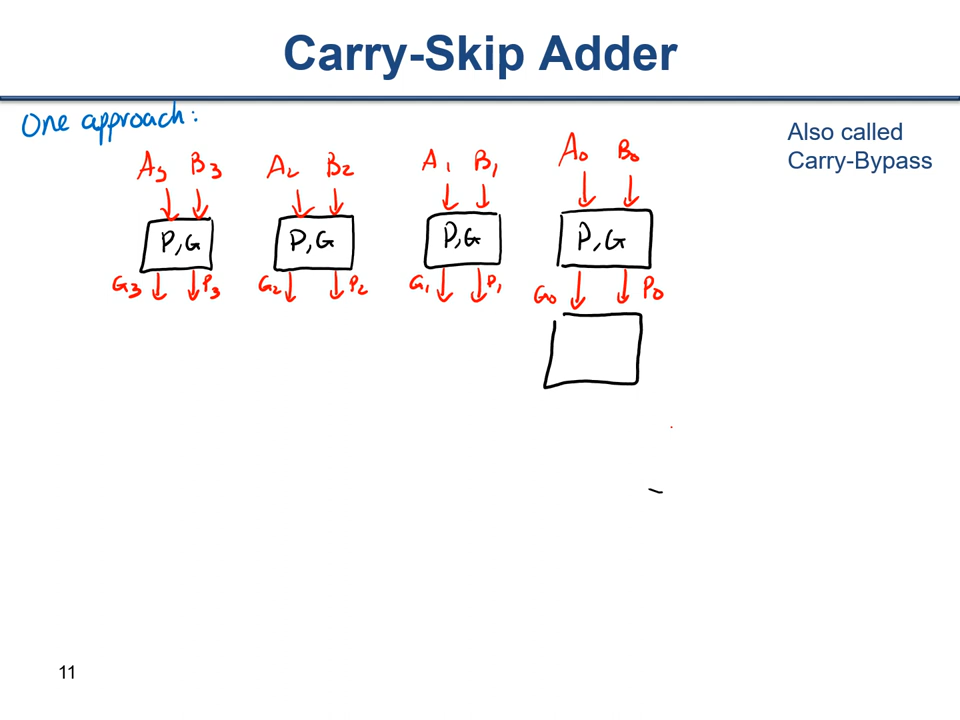 Carry-Skip Adder
One approach:
Also called
Carry-Bypass
A3 B3 A2 B2 A1 B1 A0 B0
P,G P,G P,G P,G
G3 P3 G2 P2 G1 P1 G0 P0
11